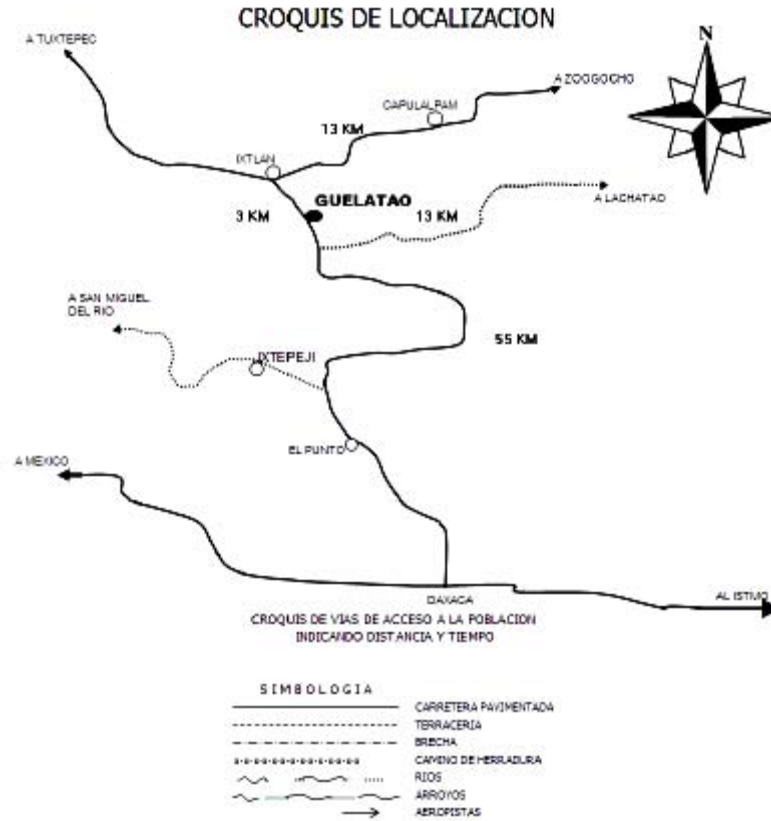 CROQUIS DE LOCALIZACION
A TUXTEPEC
N
A ZOOGOCHO
CAPULALPAM
13 KM
IXTLAN
GUELATAO
3 KM
13 KM
A LACHATAO
A SAN MIGUEL
DEL RIO
55 KM
IXTEPEJI
EL PUNTO
A MEXICO
OAXACA
AL ISTMO
CROQUIS DE VIAS DE ACCESO A LA POBLACION
INDICANDO DISTANCIA Y TIEMPO
SIMBOLOGIA
CARRETERA PAVIMENTADA
TERRACERIA
BRECHA
CAMINO DE HERRADURA
RIOS
ARROYOS
AEROPISTAS